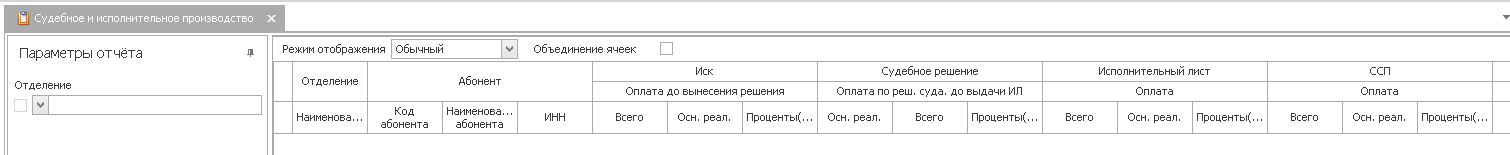 Судебное и исполнительное производство
Параметры отчёта
Отделение
Режим отображения Обычный Объединение ячеек
Отделение Абонент Иск Судебное решение Исполнительный лист ССП
Оплата до вынесения решения Оплата по реш. суда. до выдачи ИЛ Оплата Оплата
Наименова... Код абонента Наименова... абонента ИНН Всего Осн. реал. Проценты(... Осн. реал. Всего Проценты(... Всего Осн. реал. Проценты(... Всего Осн. реал. Проценты(...